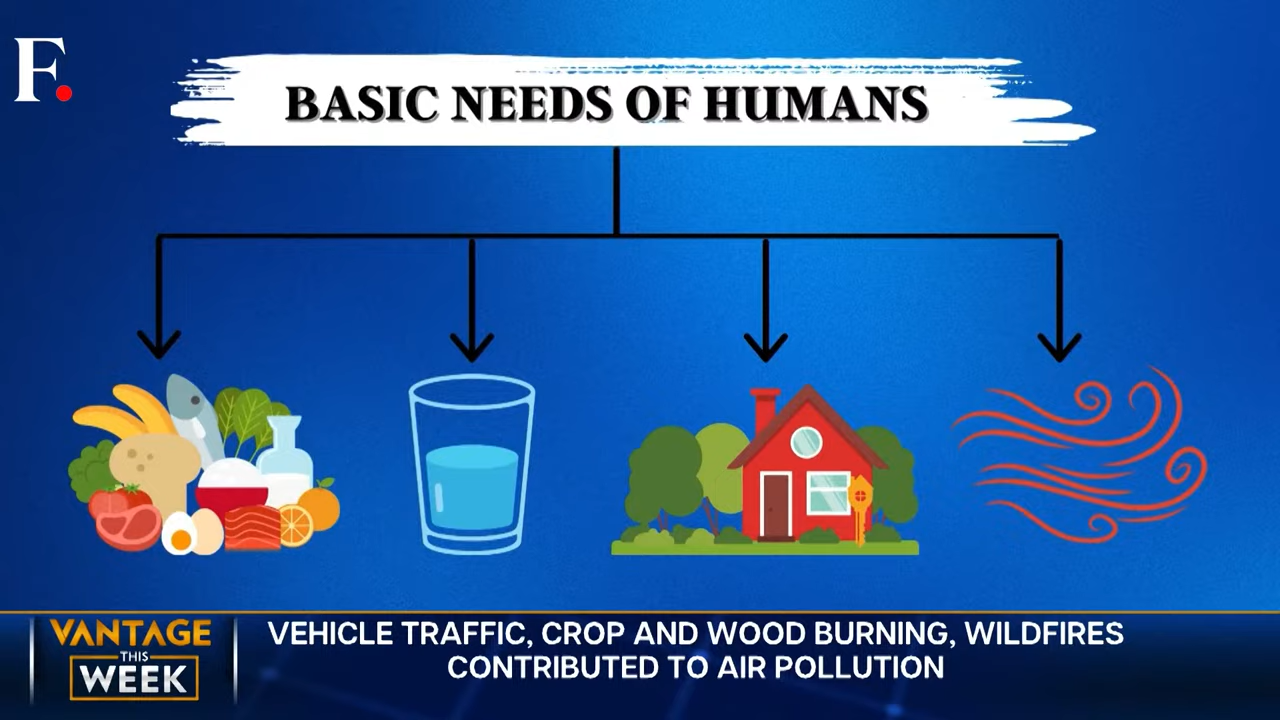 F.
BASIC NEEDS OF HUMANS
VANTAGE
THIS
WEEK
VEHICLE TRAFFIC, CROP AND WOOD BURNING, WILDFIRES
CONTRIBUTED TO AIR POLLUTION